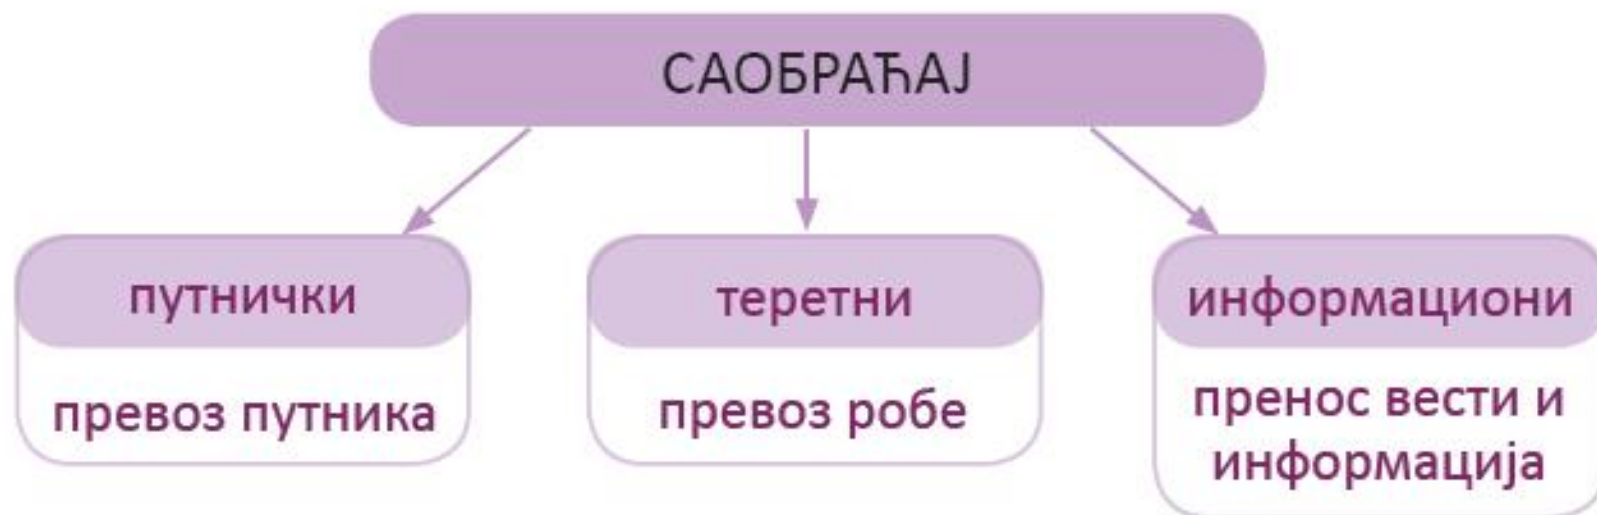 САОБРАЋАЈ
путнички
превоз путника
теретни
превоз робе
информациони
пренос вести и
информација